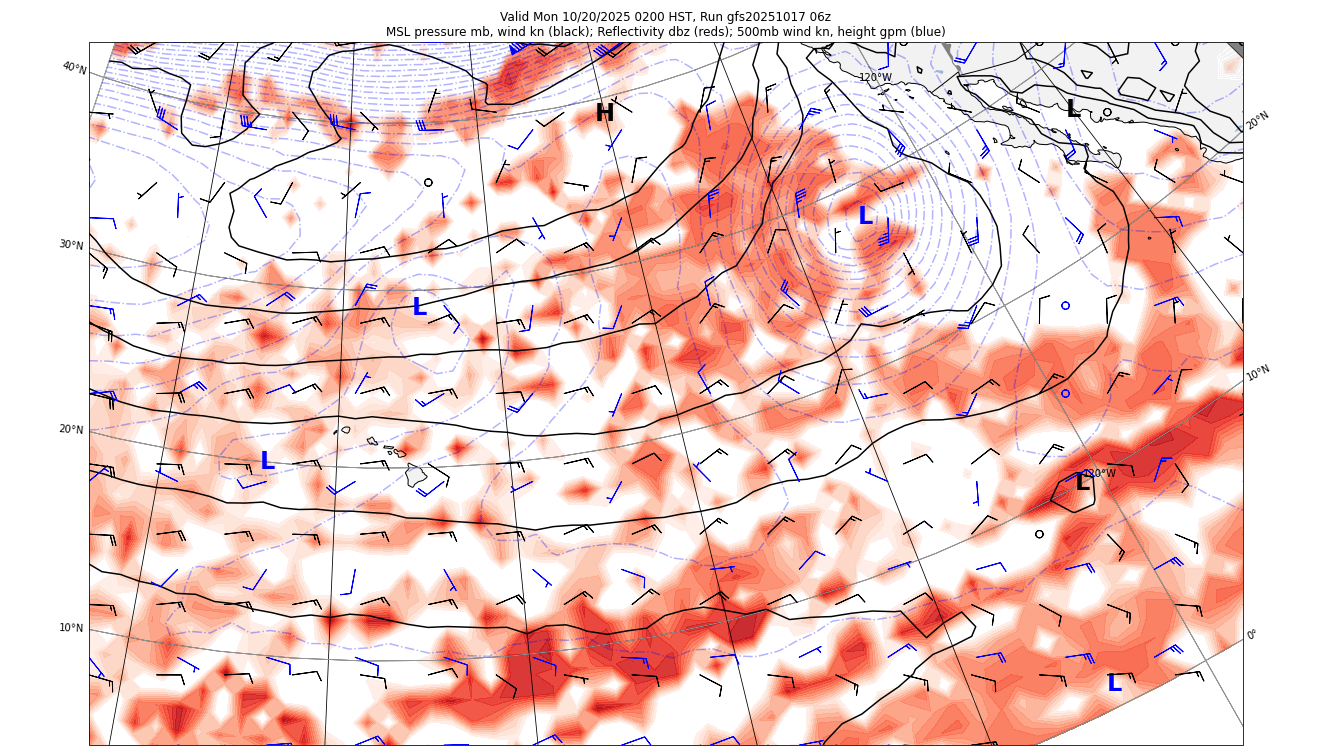 Valid Mon 10/20/2025 0200 HST, Run gfs20251017 06z
MSL pressure mb, wind kn (black); Reflectivity dbz (reds); 500mb wind kn, height gpm (blue)
40°N
120°W
H
L
20°N
L
30°N
L
10°N
20°N
L
120°W
L
10°N
0°
L